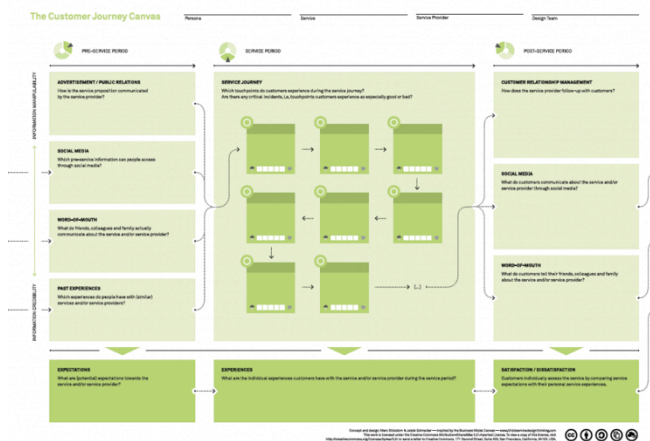 The Customer Journey Canvas
Persona
Service
Service Provider
Design Team
PRE-SERVICE PERIOD
SERVICE PERIOD
POST-SERVICE PERIOD
INFORMATION MANIPULABILITY
INFORMATION CREDIBILITY
ADVERTISEMENT / PUBLIC RELATIONS
How is the service proposition communicated
by the service provider?
SOCIAL MEDIA
Which pre-service information can people access
through social media?
WORD-OF-MOUTH
What do friends, colleagues and family actually
communicate about the service and/or service provider?
PAST EXPERIENCES
Which experiences do people have with (similar)
services and/or service providers?
SERVICE JOURNEY
Which touchpoints do customers experience during the service journey?
Are there any critical incidents, i.e. touchpoints customers experience as especially good or bad?
(...)
CUSTOMER RELATIONSHIP MANAGEMENT
How does the service provider follow-up with customers?
SOCIAL MEDIA
What do customers communicate about the service and/or
service provider through social media?
WORD-OF-MOUTH
What do customers tell their friends, colleagues and family
about the service and/or service provider?
EXPECTATIONS
What are (potential) expectations towards the
service and/or service provider?
EXPERIENCES
What are the individual experiences customers have with the service and/or service provider during the service period?
SATISFACTION / DISSATISFACTION
Customers individually assess the service by comparing service
expectations with their personal service experiences.